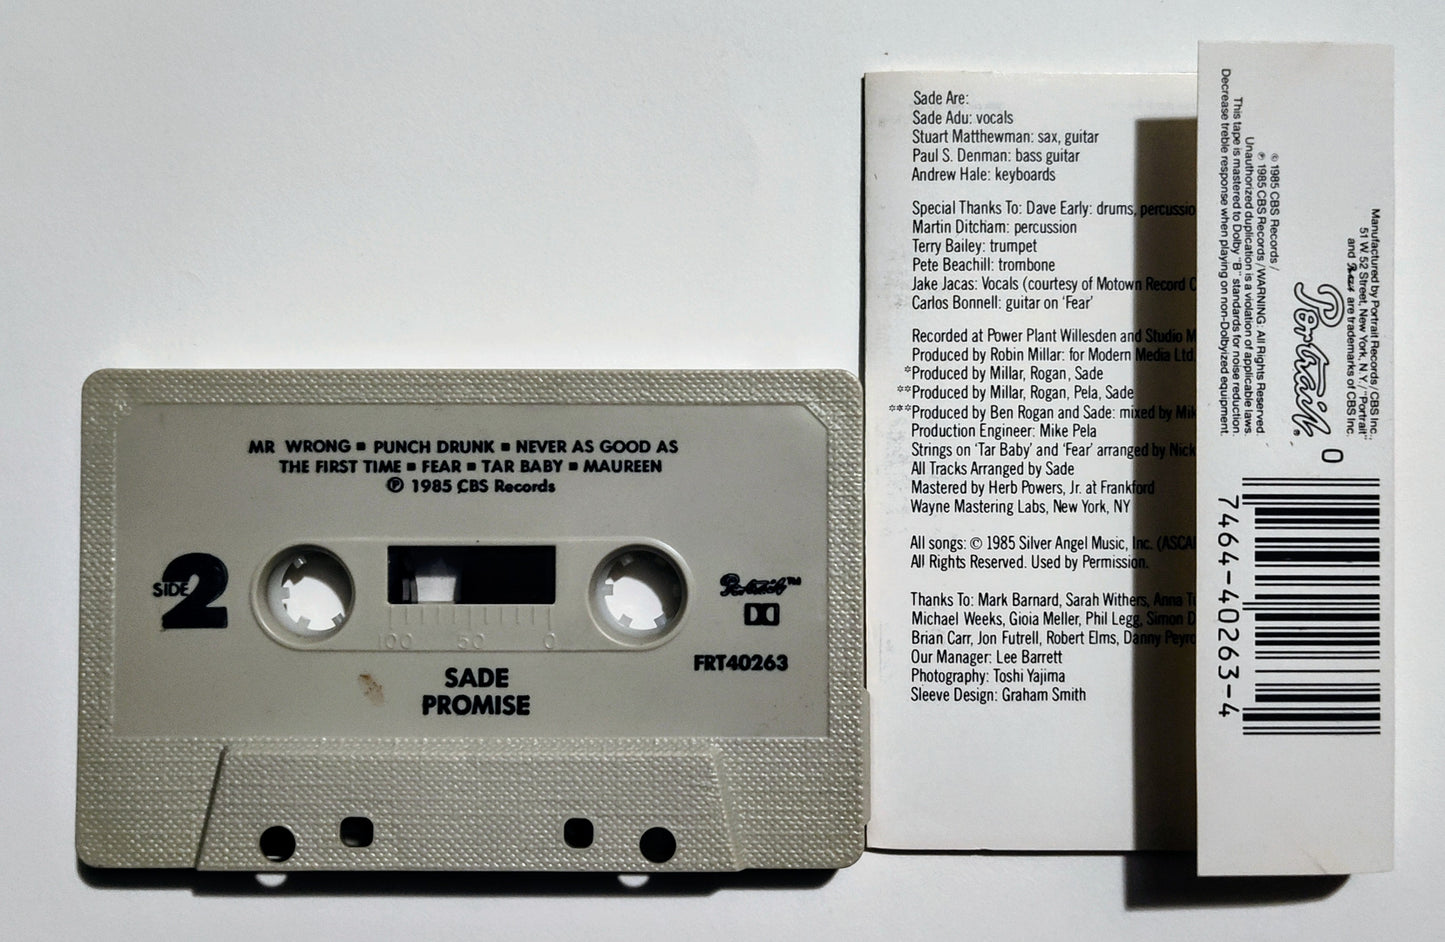 MR WRONG ▪ PUNCH DRUNK ▪ NEVER AS GOOD AS
THE FIRST TIME ▪ FEAR ▪ TAR BABY ▪ MAUREEN
℗ 1985 CBS Records
SIDE 2
Portrait™
100 50 0
FRT40263
SADE
PROMISE
Sade Are:
Sade Adu: vocals
Stuart Matthewman: sax, guitar
Paul S. Denman: bass guitar
Andrew Hale: keyboards
Special Thanks To: Dave Early: drums, percussio
Martin Ditcham: percussion
Terry Bailey: trumpet
Pete Beachill: trombone
Jake Jacas: Vocals (courtesy of Motown Record C
Carlos Bonnell: guitar on ‘Fear’
Recorded at Power Plant Willesden and Studio M
Produced by Robin Millar: for Modern Media Ltd.
*Produced by Millar, Rogan, Sade
**Produced by Millar, Rogan, Pela, Sade
***Produced by Ben Rogan and Sade: mixed by Mik
Production Engineer: Mike Pela
Strings on ‘Tar Baby’ and ‘Fear’ arranged by Nick
All Tracks Arranged by Sade
Mastered by Herb Powers, Jr. at Frankford
Wayne Mastering Labs, New York, NY
All songs: © 1985 Silver Angel Music, Inc. (ASCA
All Rights Reserved. Used by Permission.
Thanks To: Mark Barnard, Sarah Withers, Anna T
Michael Weeks, Gioia Meller, Phil Legg, Simon D
Brian Carr, Jon Futrell, Robert Elms, Danny Peyro
Our Manager: Lee Barrett
Photography: Toshi Yajima
Sleeve Design: Graham Smith
Manufactured by Portrait Records/CBS Inc.;
51 W 52 Street, New York, N.Y./“Portrait”
and Portrait are trademarks of CBS Inc.
Portrait®
© 1985 CBS Records/
℗ 1985 CBS Records/WARNING: All Rights Reserved.
Unauthorized duplication is a violation of applicable laws.
This tape is mastered to Dolby “B” standards for noise reduction.
Decrease treble response when playing on non-Dolbyized equipment.
0
7464-40263-4